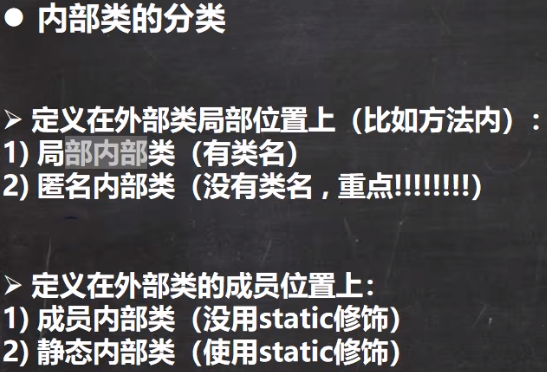 ● 内部类的分类
➢ 定义在外部类局部位置上（比如方法内）：
1) 局部内部类（有类名）
2) 匿名内部类（没有类名，重点!!!!!!!!）
➢ 定义在外部类的成员位置上：
1) 成员内部类（没用static修饰）
2) 静态内部类（使用static修饰）